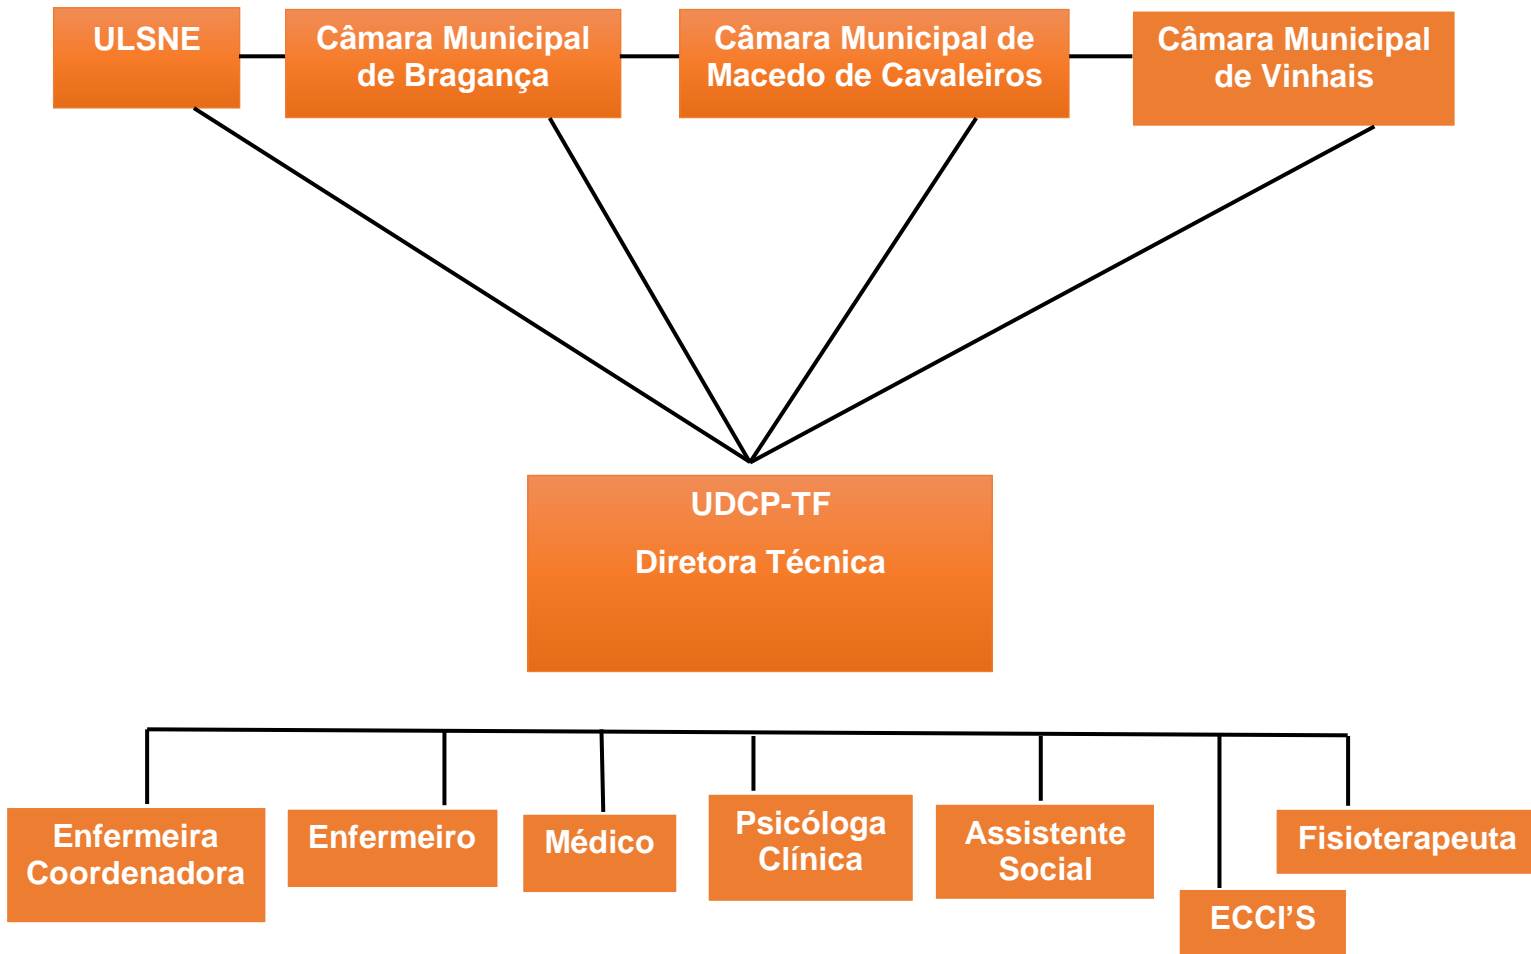 ULSNE
Câmara Municipal
de Bragança
Câmara Municipal de
Macedo de Cavaleiros
Câmara Municipal
de Vinhais
UDCP-TF
Diretora Técnica
Enfermeira
Coordenadora
Enfermeiro
Médico
Psicóloga
Clínica
Assistente
Social
ECCI’S
Fisioterapeuta